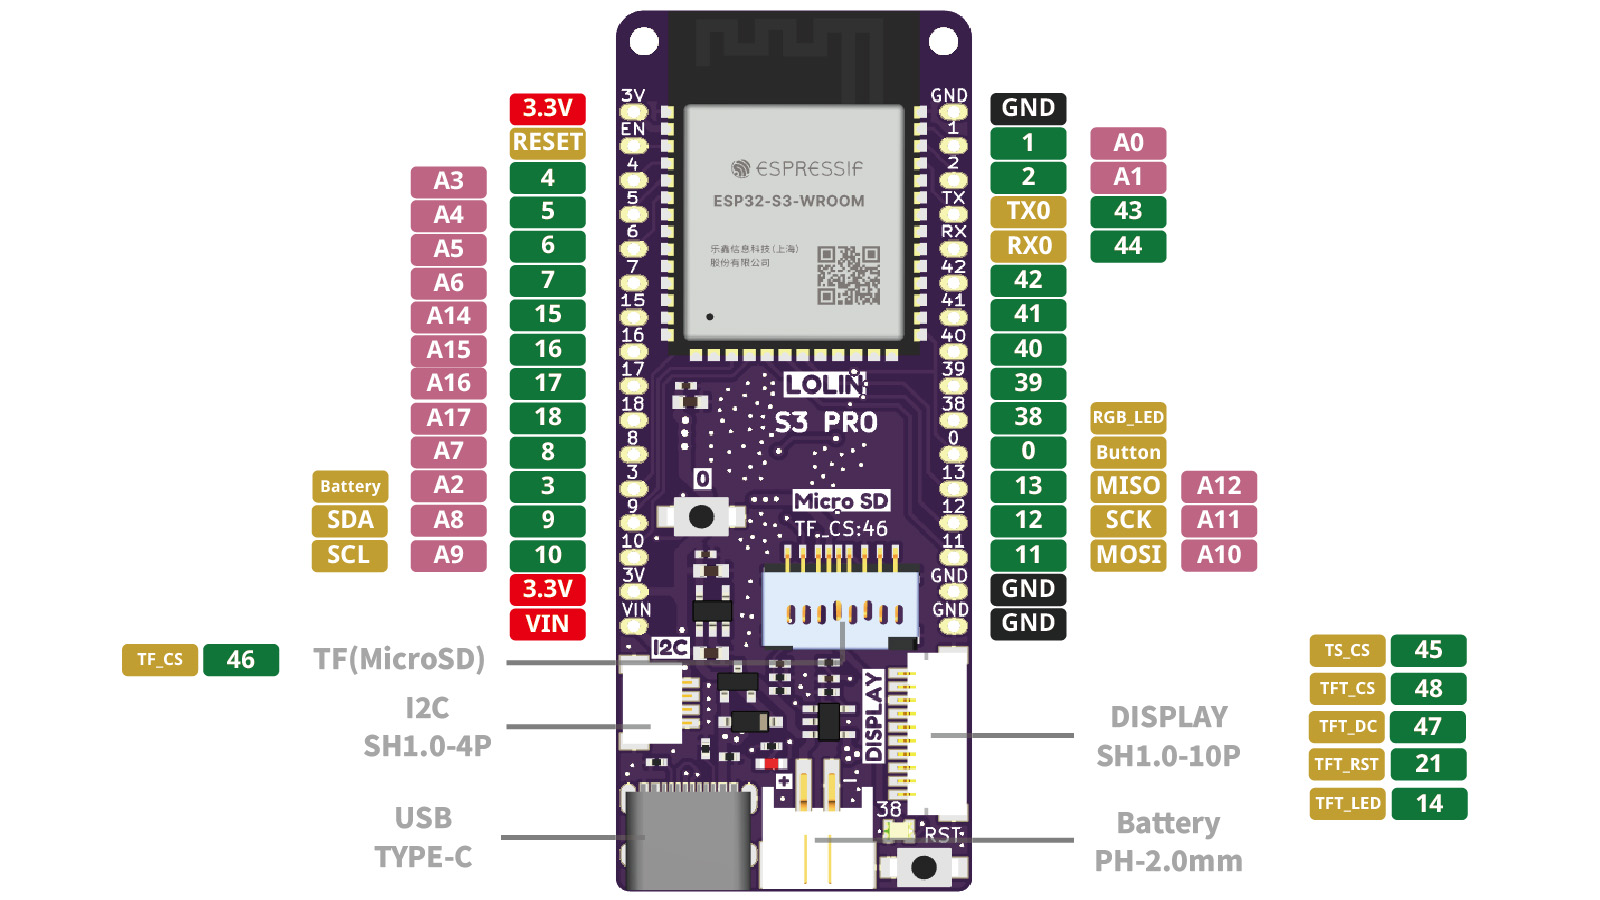 3V GND
3.3V GND
EN 1
RESET 1 A0
4 2
A3 4 2 A1
ESPRESSIF
5 TX
ESP32-S3-WROOM
A4 5 TX0 43
6 RX
A5 6 RX0 44
乐鑫信息科技(上海)
股份有限公司
7 42
A6 7 42
15 41
A14 15 41
16 40
A15 16 40
17 39
A16 17 39
LOLIN
18 38
A17 18 38 RGB_LED
S3 PRO
8 0
A7 8 0 Button
3 0 13
Battery A2 3 13 MISO A12
Micro SD
9 12
SDA A8 9 12 SCK A11
TF_CS:46
10 11
SCL A9 10 11 MOSI A10
3V GND
3.3V GND
VIN GND
VIN GND
I2C
TF_CS 46 TF(MicroSD)
TS_CS 45
TFT_CS 48
I2C
SH1.0-4P
DISPLAY
DISPLAY
SH1.0-10P
TFT_DC 47
TFT_RST 21
+ −
TFT_LED 14
USB
TYPE-C
38
RST
Battery
PH-2.0mm